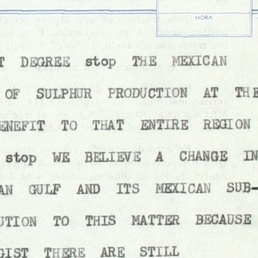 HORA
T DEGREE stop THE MEXICAN
OF SULPHUR PRODUCTION AT THE
ENEFIT TO THAT ENTIRE REGION
stop WE BELIEVE A CHANGE IN
AN GULF AND ITS MEXICAN SUB-
UTION TO THIS MATTER BECAUSE
GIST THERE ARE STILL